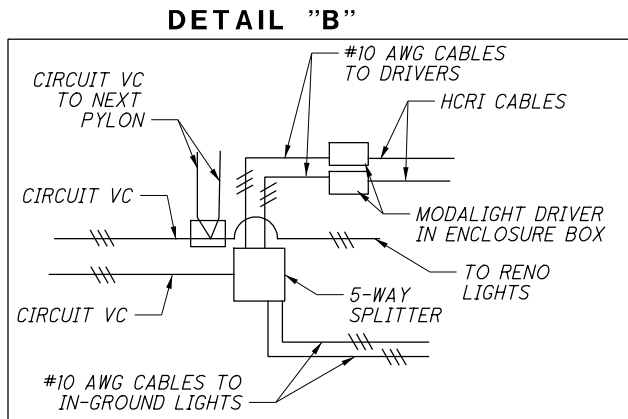 DETAIL "B"
#10 AWG CABLES
TO DRIVERS
CIRCUIT VC
TO NEXT
PYLON
HCRI CABLES
CIRCUIT VC
MODALIGHT DRIVER
IN ENCLOSURE BOX
TO RENO
LIGHTS
5-WAY
SPLITTER
CIRCUIT VC
#10 AWG CABLES TO
IN-GROUND LIGHTS